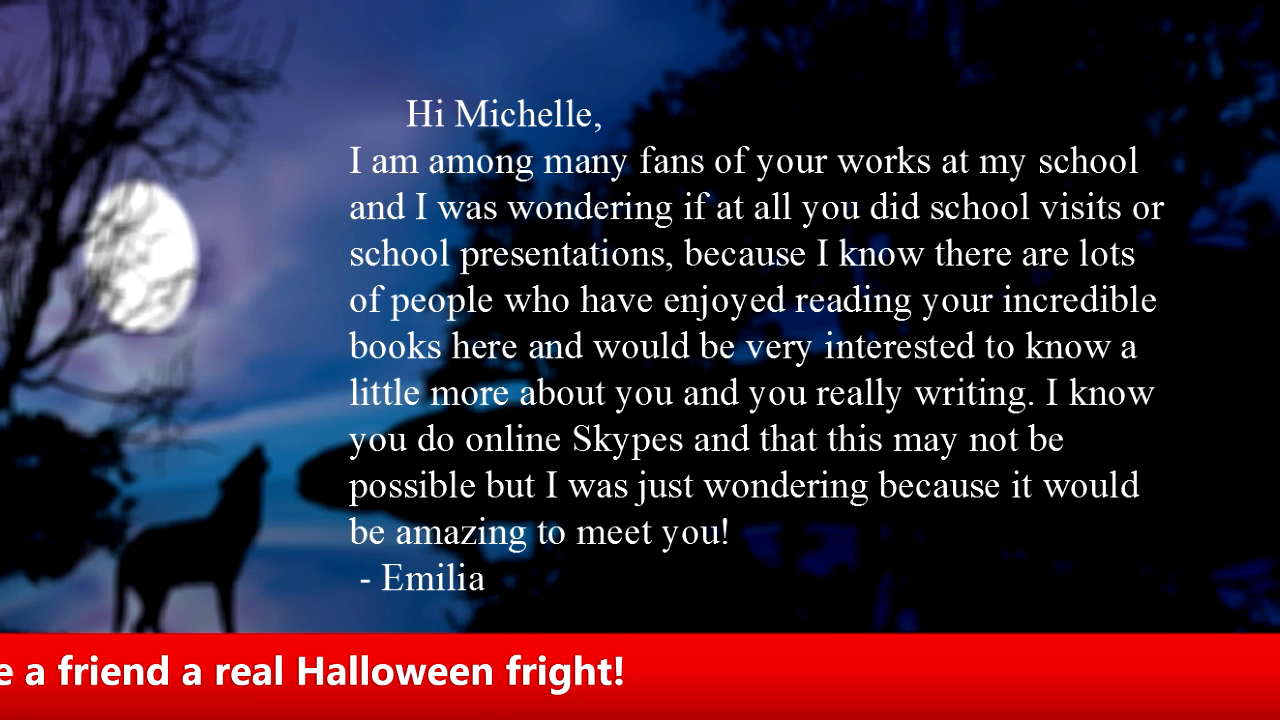 Hi Michelle,
I am among many fans of your works at my school
and I was wondering if at all you did school visits or
school presentations, because I know there are lots
of people who have enjoyed reading your incredible
books here and would be very interested to know a
little more about you and you really writing. I know
you do online Skypes and that this may not be
possible but I was just wondering because it would
be amazing to meet you!
- Emilia
a friend a real Halloween fright!